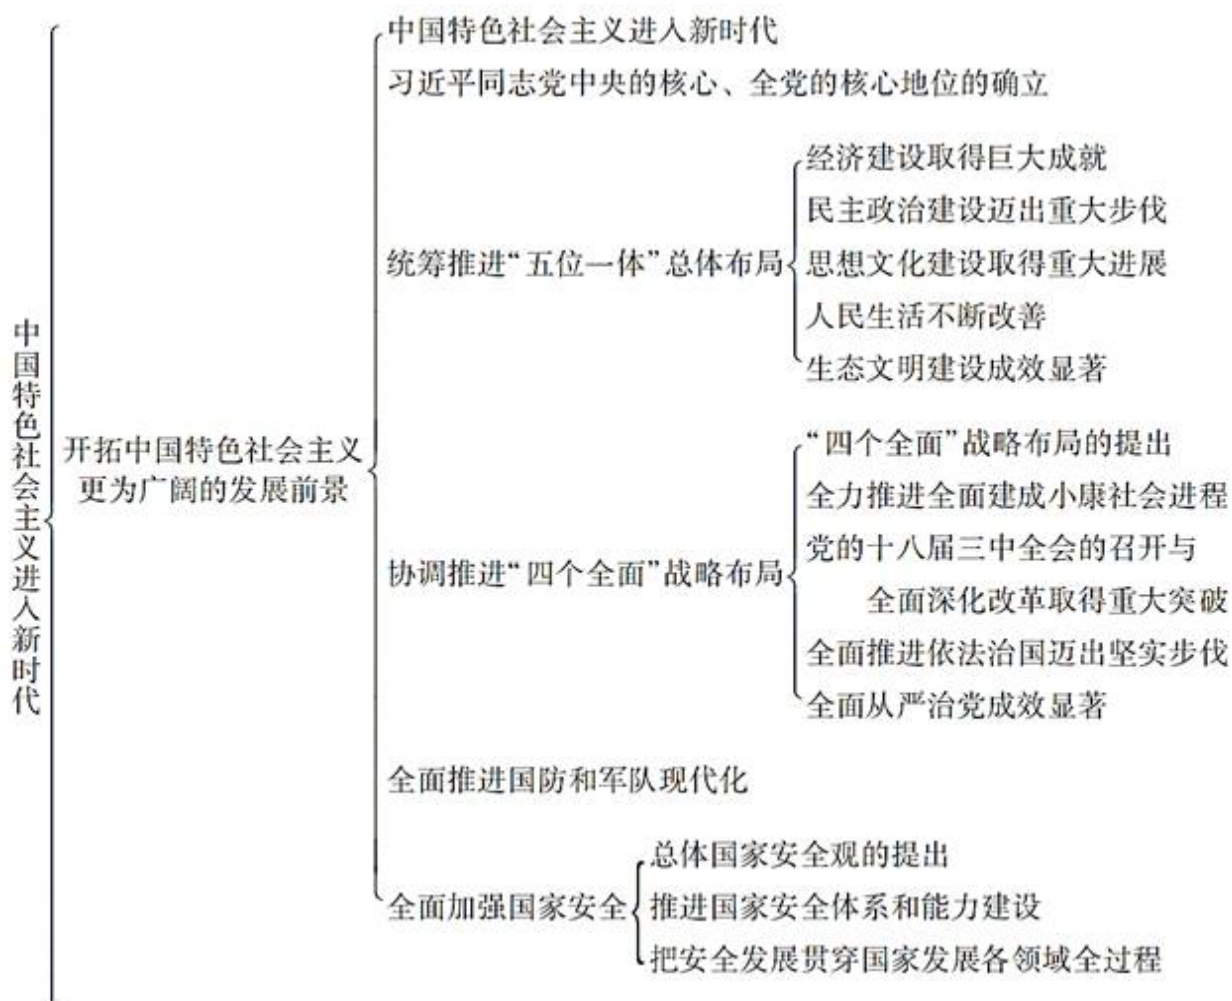 中国特色社会主义进入新时代
开拓中国特色社会主义
更为广阔的发展前景
中国特色社会主义进入新时代
习近平同志党中央的核心、全党的核心地位的确立
统筹推进“五位一体”总体布局
经济建设取得巨大成就
民主政治建设迈出重大步伐
思想文化建设取得重大进展
人民生活不断改善
生态文明建设成效显著
协调推进“四个全面”战略布局
“四个全面”战略布局的提出
全力推进全面建成小康社会进程
党的十八届三中全会的召开与
全面深化改革取得重大突破
全面推进依法治国迈出坚实步伐
全面从严治党成效显著
全面推进国防和军队现代化
全面加强国家安全
总体国家安全观的提出
推进国家安全体系和能力建设
把安全发展贯穿国家发展各领域全过程